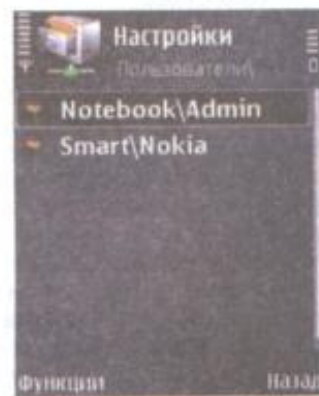 Настройки
Пользователи\
Notebook\Admin
Smart\Nokia
Функции Назад